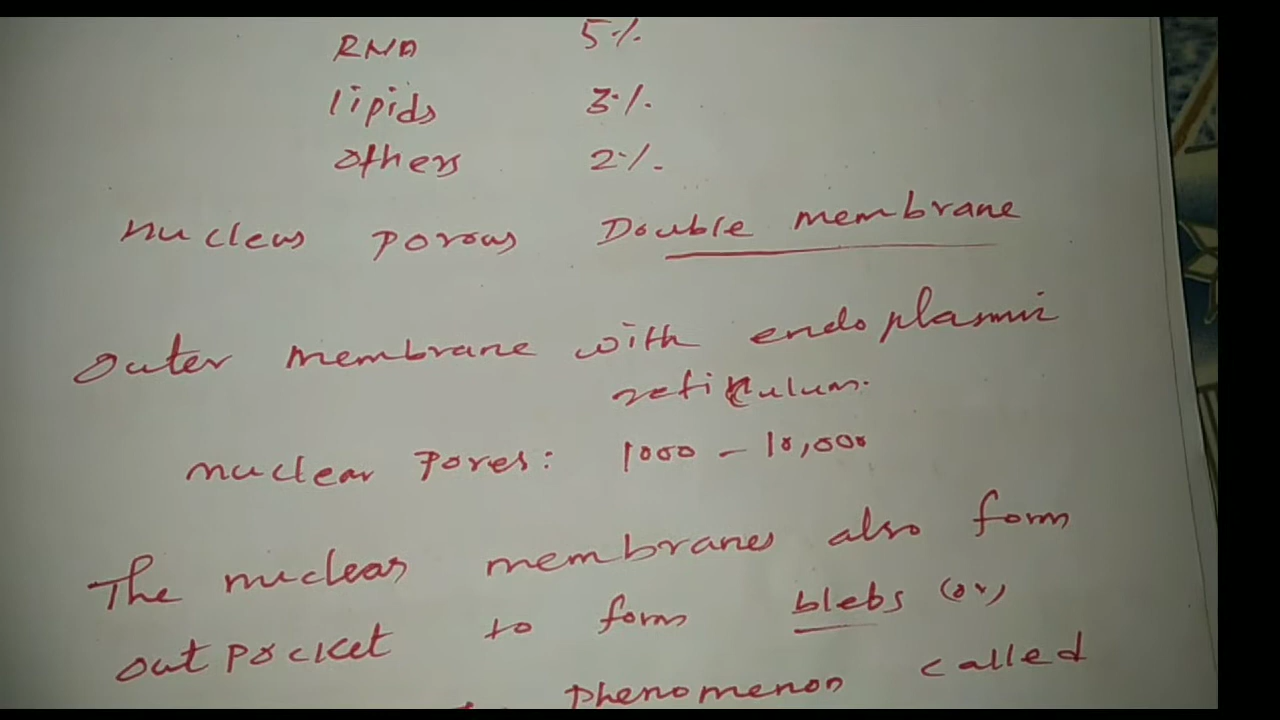 RNA 5%
lipids 3%.
others 2%.
nucleus porous Double membrane
Outer membrane with endoplasmic
reticulum.
nuclear Pores: 1000 - 10,000
The nuclear membranes also form
outpocket to form blebs (or)
phenomenon called